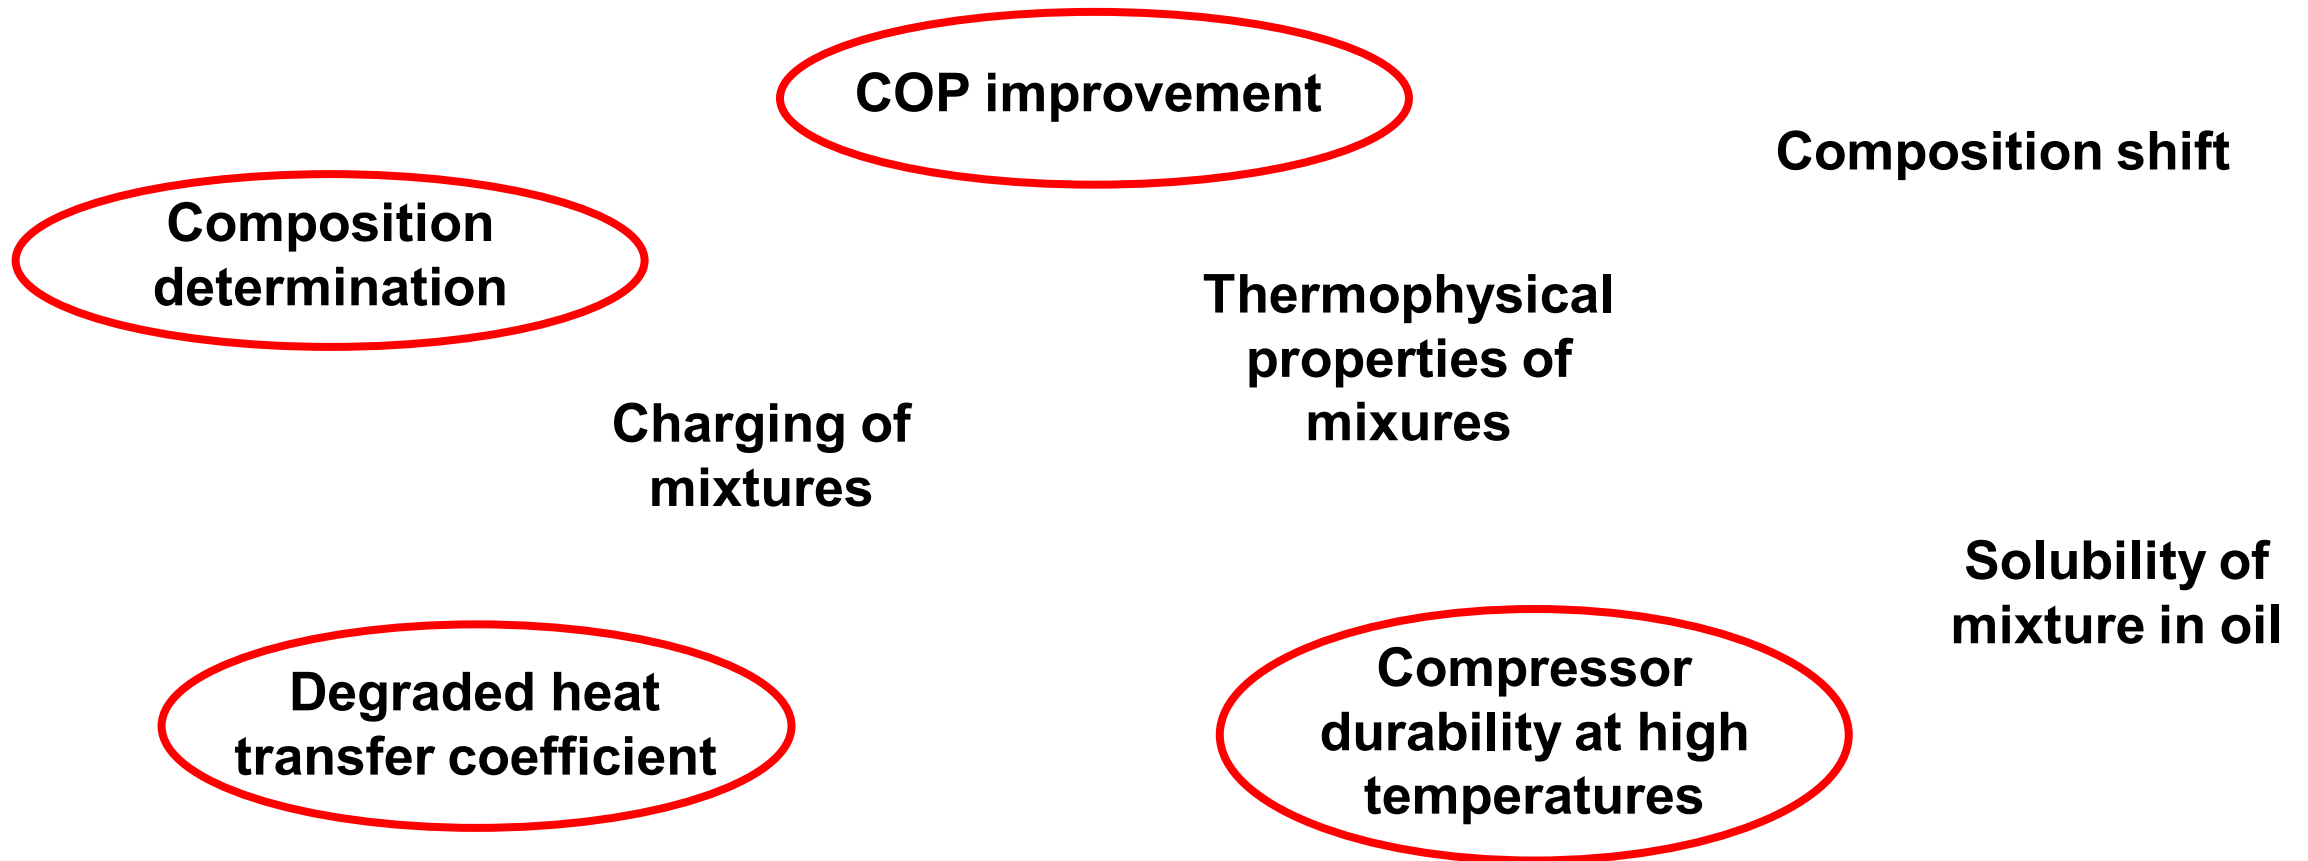 COP improvement
Composition shift
Composition
determination
Thermophysical
properties of
mixures
Charging of
mixtures
Solubility of
mixture in oil
Degraded heat
transfer coefficient
Compressor
durability at high
temperatures